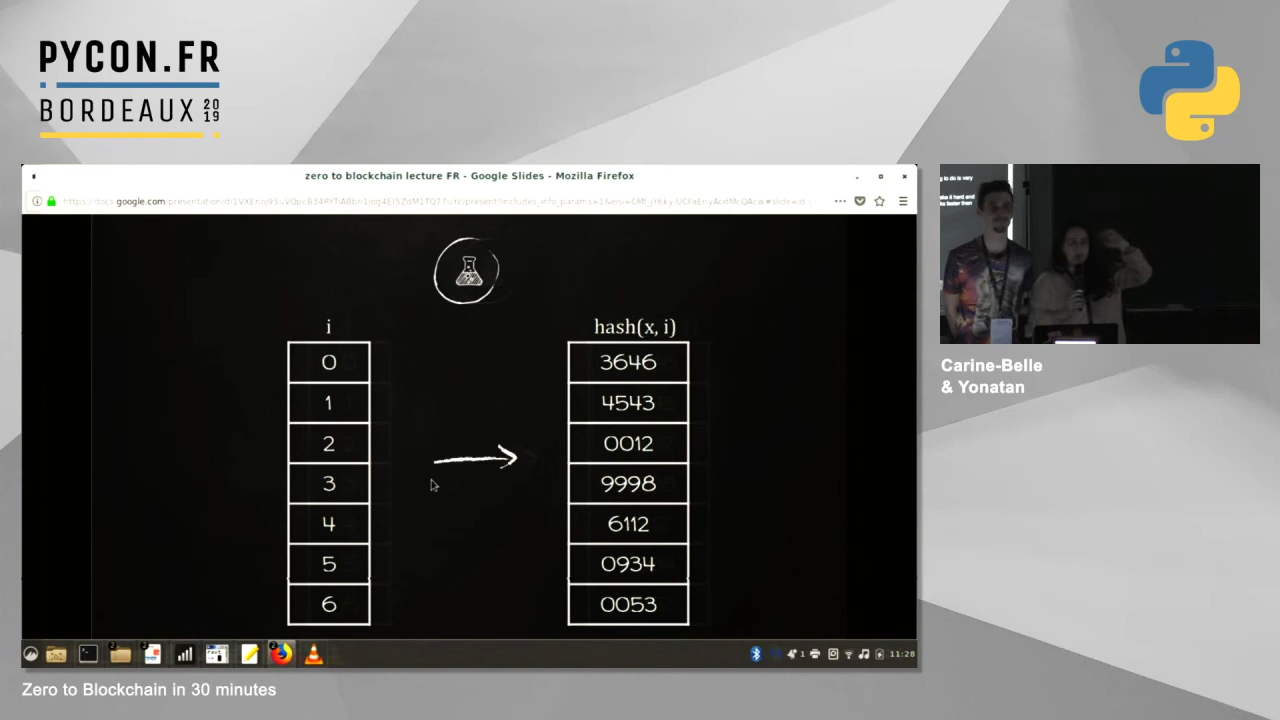 PYCON.FR
BORDEAUX 2019
zero to blockchain lecture FR - Google Slides - Mozilla Firefox
i
hash(x, i)
0
3646
1
4543
2
0012
3
9998
4
6112
5
0934
6
0053
1
11:28
Carine-Belle
& Yonatan
Zero to Blockchain in 30 minutes